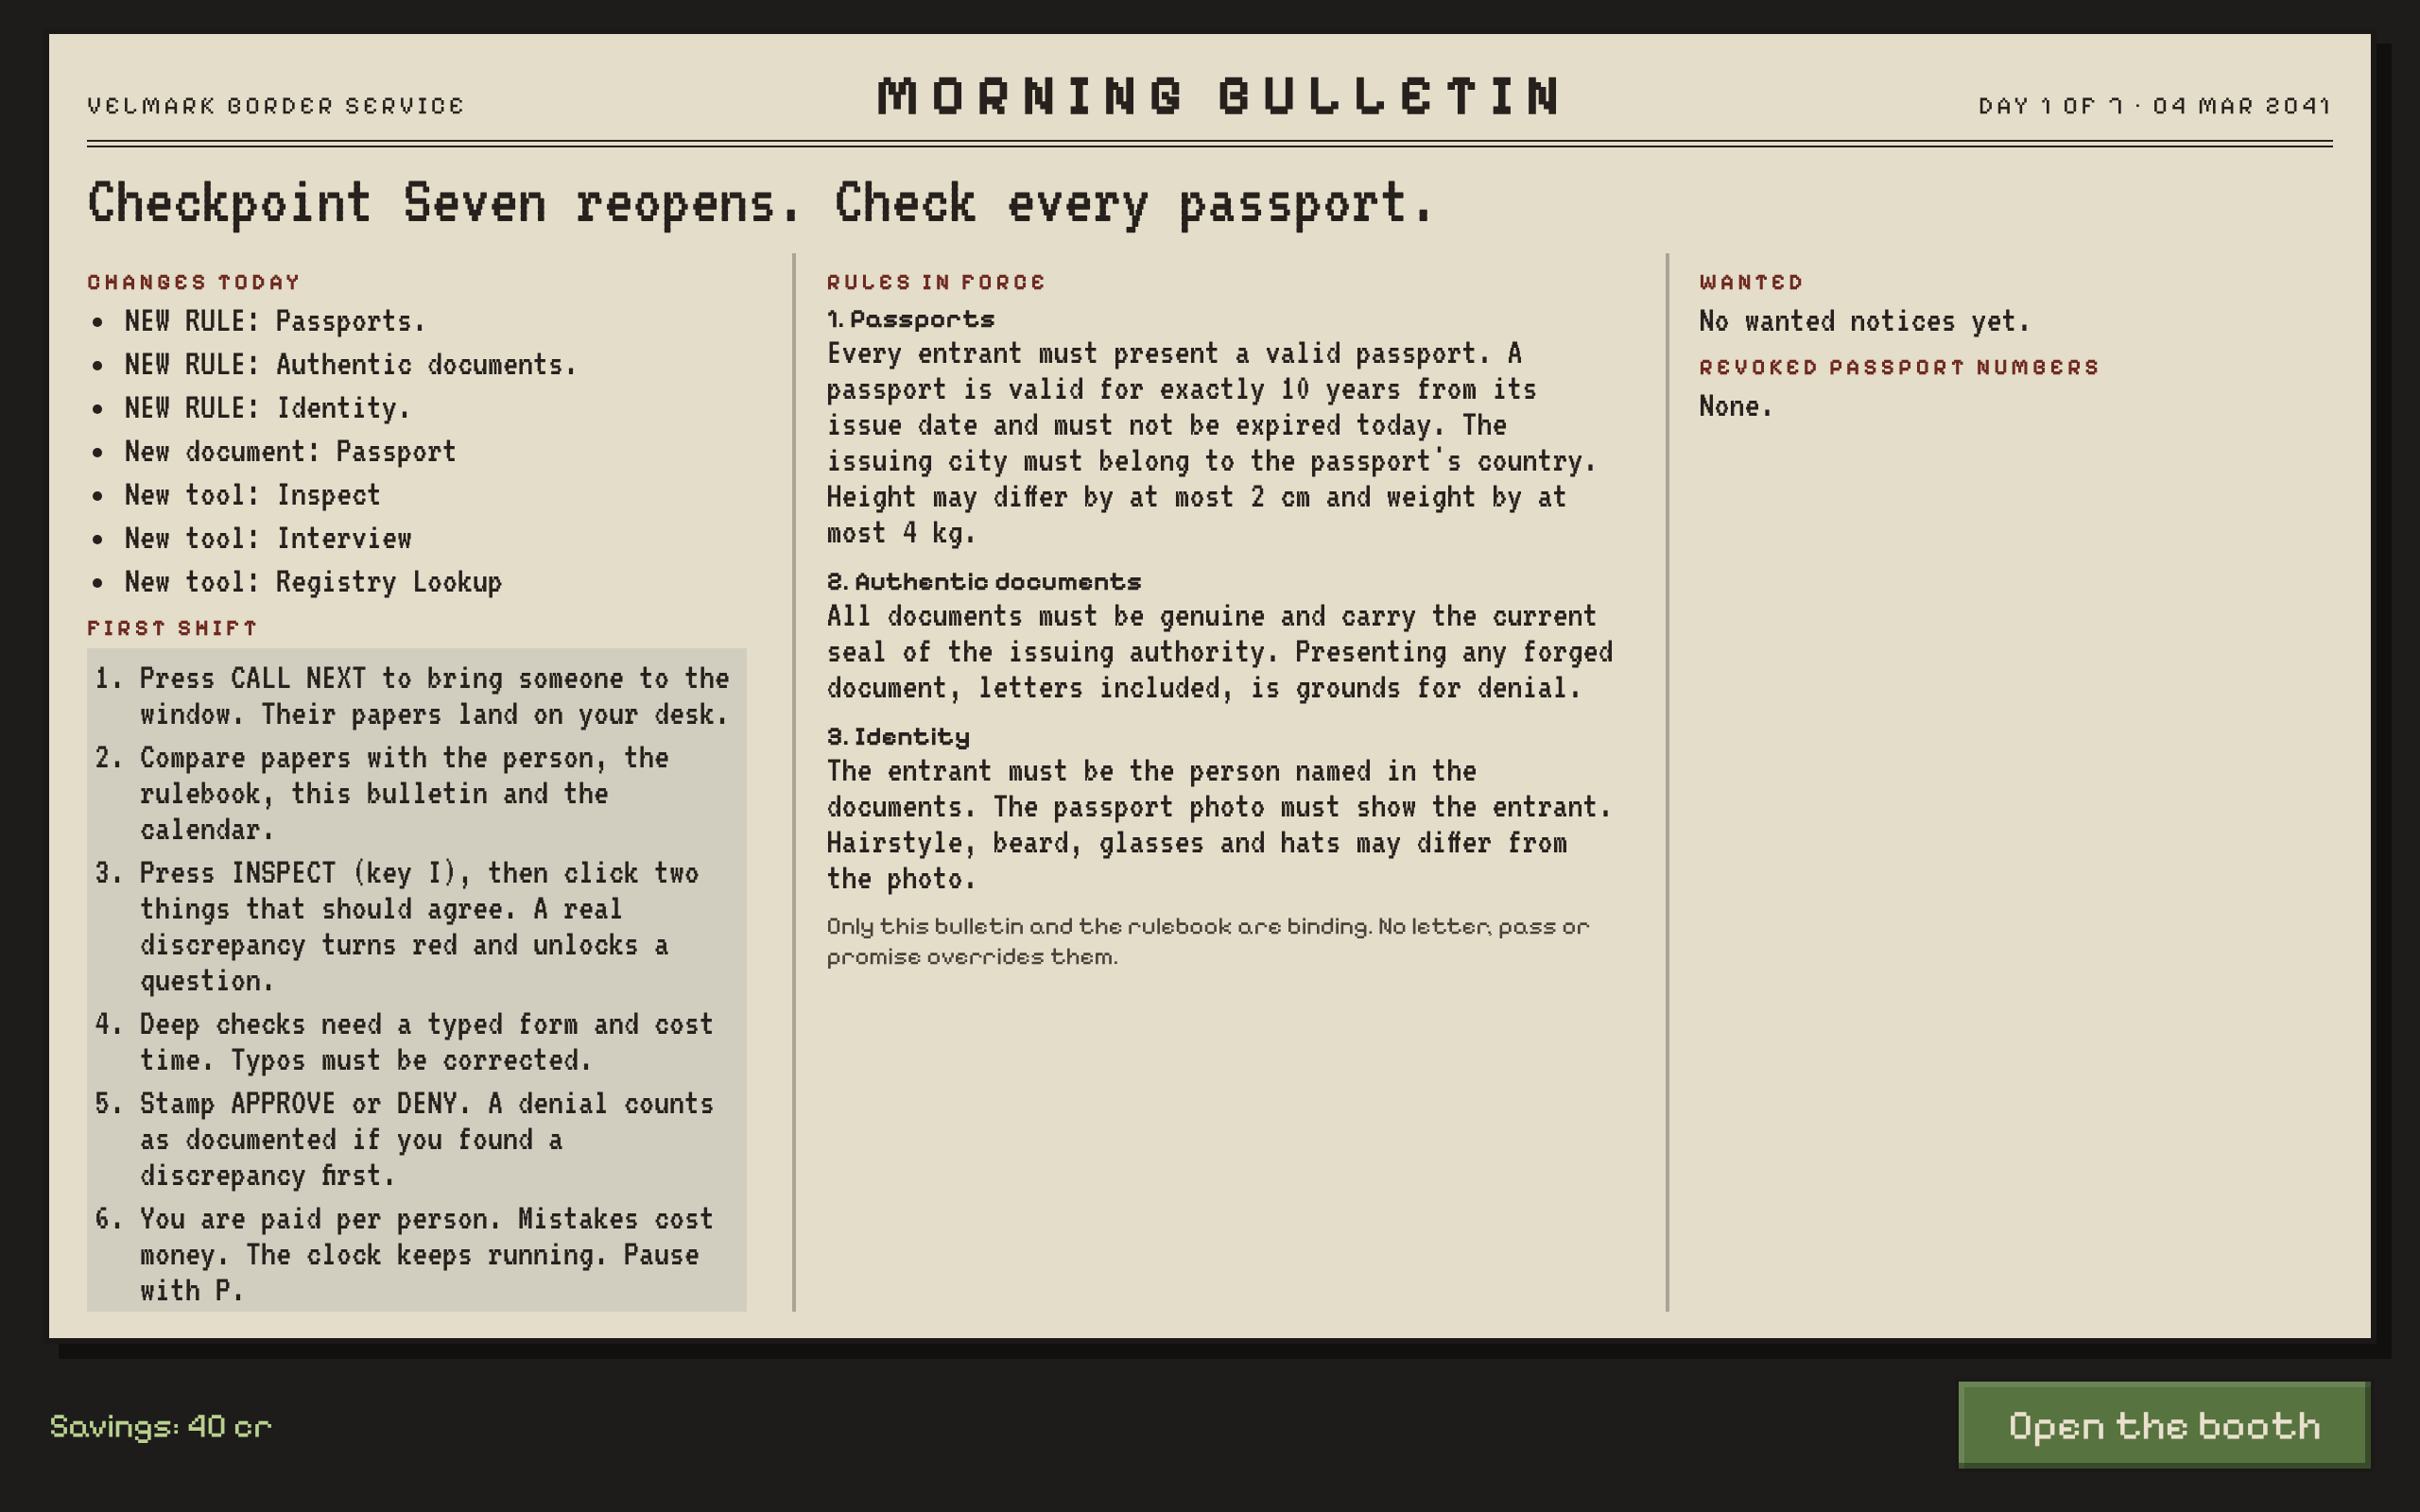 VELMARK BORDER SERVICE
MORNING BULLETIN
DAY 1 OF 7 · 04 MAR 2041
Checkpoint Seven reopens. Check every passport.
CHANGES TODAY
• NEW RULE: Passports.
• NEW RULE: Authentic documents.
• NEW RULE: Identity.
• New document: Passport
• New tool: Inspect
• New tool: Interview
• New tool: Registry Lookup
FIRST SHIFT
1. Press CALL NEXT to bring someone to the
window. Their papers land on your desk.
2. Compare papers with the person, the
rulebook, this bulletin and the
calendar.
3. Press INSPECT (key I), then click two
things that should agree. A real
discrepancy turns red and unlocks a
question.
4. Deep checks need a typed form and cost
time. Typos must be corrected.
5. Stamp APPROVE or DENY. A denial counts
as documented if you found a
discrepancy first.
6. You are paid per person. Mistakes cost
money. The clock keeps running. Pause
with P.
RULES IN FORCE
1. Passports
Every entrant must present a valid passport. A
passport is valid for exactly 10 years from its
issue date and must not be expired today. The
issuing city must belong to the passport's country.
Height may differ by at most 2 cm and weight by at
most 4 kg.
2. Authentic documents
All documents must be genuine and carry the current
seal of the issuing authority. Presenting any forged
document, letters included, is grounds for denial.
3. Identity
The entrant must be the person named in the
documents. The passport photo must show the entrant.
Hairstyle, beard, glasses and hats may differ from
the photo.
Only this bulletin and the rulebook are binding. No letter, pass or
promise overrides them.
WANTED
No wanted notices yet.
REVOKED PASSPORT NUMBERS
None.
Savings: 40 cr
Open the booth